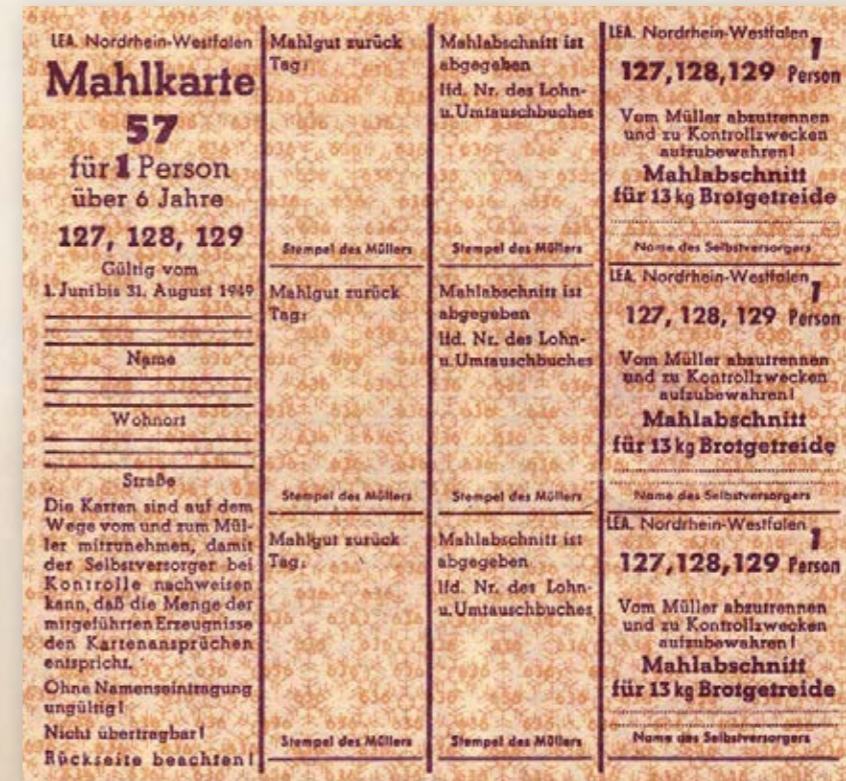 LEA. Nordrhein-Westfalen
Mahlkarte
57
für 1 Person
über 6 Jahre
127, 128, 129
Gültig vom
1. Juni bis 31. August 1949
Name
Wohnort
Straße
Die Karten sind auf dem
Wege vom und zum Mül-
ler mitzunehmen, damit
der Selbstversorger bei
Kontrolle nachweisen
kann, daß die Menge der
mitgeführten Erzeugnisse
den Kartenansprüchen
entspricht.
Ohne Namenseintragung
ungültig!
Nicht übertragbar!
Rückseite beachten!
Mahlgut zurück
Tag:
Stempel des Müllers
Mahlgut zurück
Tag:
Stempel des Müllers
Mahlgut zurück
Tag:
Stempel des Müllers
Mahlabschnitt ist
abgegeben
lfd. Nr. des Lohn-
u. Umtauschbuches
Stempel des Müllers
Mahlabschnitt ist
abgegeben
lfd. Nr. des Lohn-
u. Umtauschbuches
Stempel des Müllers
Mahlabschnitt ist
abgegeben
lfd. Nr. des Lohn-
u. Umtauschbuches
Stempel des Müllers
LEA. Nordrhein-Westfalen
127, 128, 129 1 Person
Vom Müller abzutrennen
und zu Kontrollzwecken
aufzubewahren!
Mahlabschnitt
für 13 kg Brotgetreide
Name des Selbstversorgers
LEA. Nordrhein-Westfalen
127, 128, 129 1 Person
Vom Müller abzutrennen
und zu Kontrollzwecken
aufzubewahren!
Mahlabschnitt
für 13 kg Brotgetreide
Name des Selbstversorgers
LEA. Nordrhein-Westfalen
127, 128, 129 1 Person
Vom Müller abzutrennen
und zu Kontrollzwecken
aufzubewahren!
Mahlabschnitt
für 13 kg Brotgetreide
Name des Selbstversorgers